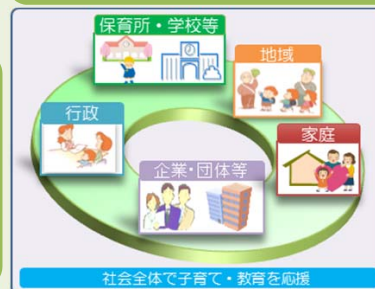 保育所・学校等
地域
行政
家庭
企業・団体等
社会全体で子育て・教育を応援